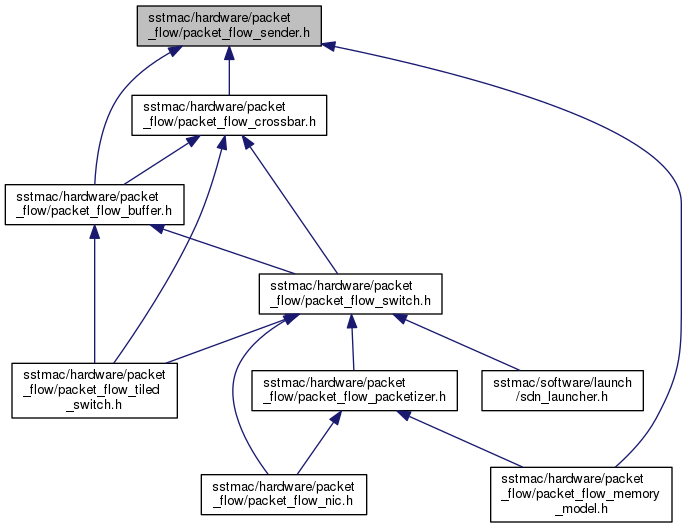 sstmac/hardware/packet
_flow/packet_flow_sender.h
sstmac/hardware/packet
_flow/packet_flow_crossbar.h
sstmac/hardware/packet
_flow/packet_flow_buffer.h
sstmac/hardware/packet
_flow/packet_flow_switch.h
sstmac/hardware/packet
_flow/packet_flow_tiled
_switch.h
sstmac/hardware/packet
_flow/packet_flow_packetizer.h
sstmac/software/launch
/sdn_launcher.h
sstmac/hardware/packet
_flow/packet_flow_nic.h
sstmac/hardware/packet
_flow/packet_flow_memory
_model.h